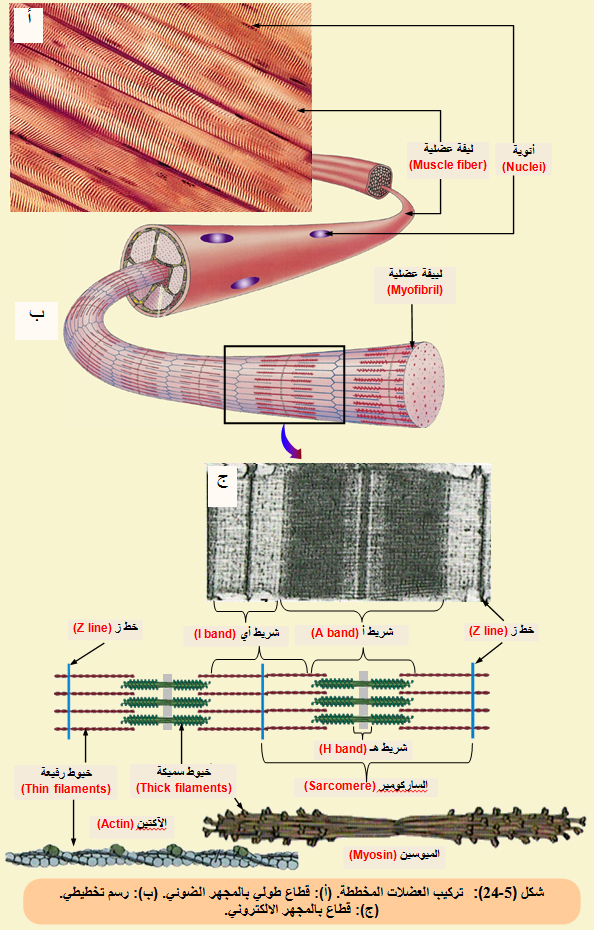 أ
ليفة عضلية
(Muscle fiber)
أنوية
(Nuclei)
لييفة عضلية
(Myofibril)
ب
ج
خط ز (Z line)
شريط أي (I band)
شريط أ (A band)
خط ز (Z line)
شريط هـ (H band)
خيوط رفيعة
(Thin filaments)
خيوط سميكة
(Thick filaments)
الساركومير (Sarcomere)
الآكتين (Actin)
الميوسين (Myosin)
شكل (5-24): تركيب العضلات المخططة. (أ): قطاع طولي بالمجهر الضوئي. (ب): رسم تخطيطي.
(ج): قطاع بالمجهر الالكتروني.